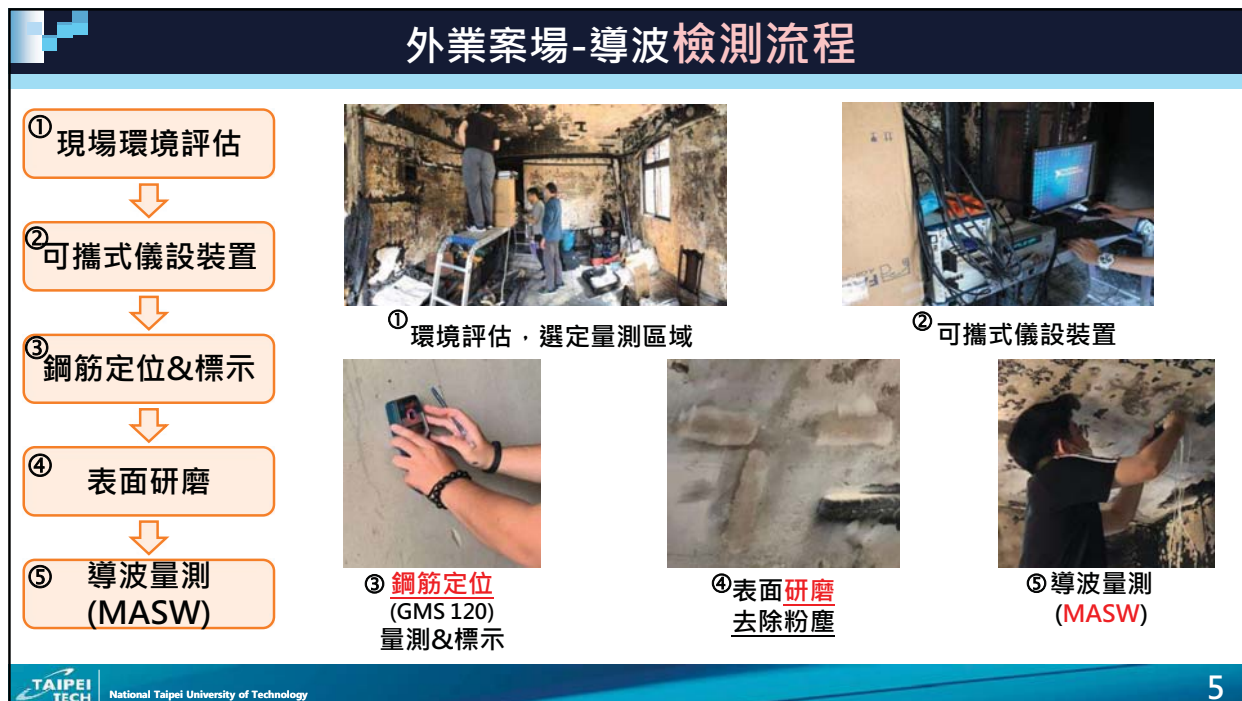 外業案場-導波檢測流程
①
現場環境評估
②
可攜式儀設裝置
③
鋼筋定位&標示
④
表面研磨
⑤
導波量測
(MASW)
①
環境評估，選定量測區域
②
可攜式儀設裝置
③ 鋼筋定位
(GMS 120)
量測&標示
④表面研磨
去除粉塵
⑤導波量測
(MASW)
TAIPEI
TECH
National Taipei University of Technology
5